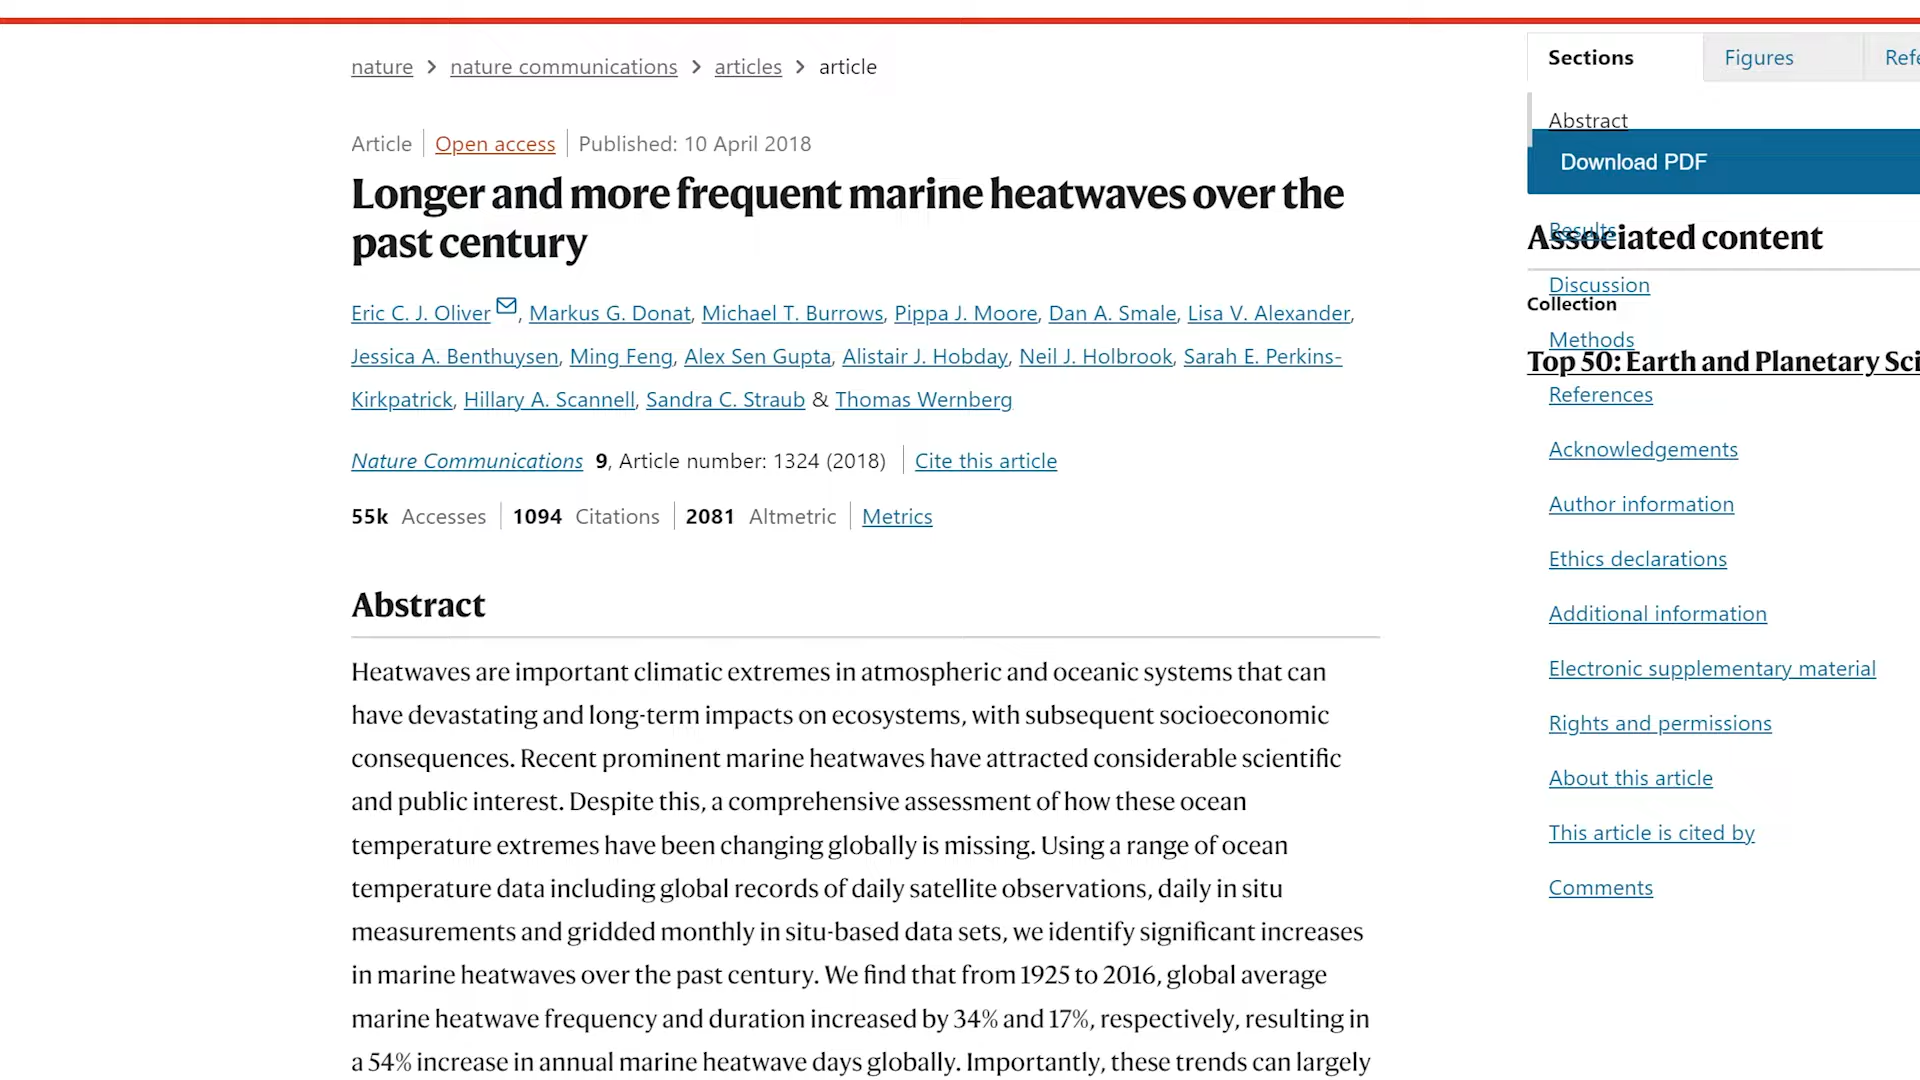 nature > nature communications > articles > article
Article | Open access | Published: 10 April 2018
Longer and more frequent marine heatwaves over the
past century
Eric C. J. Oliver, Markus G. Donat, Michael T. Burrows, Pippa J. Moore, Dan A. Smale, Lisa V. Alexander,
Jessica A. Benthuysen, Ming Feng, Alex Sen Gupta, Alistair J. Hobday, Neil J. Holbrook, Sarah E. Perkins-
Kirkpatrick, Hillary A. Scannell, Sandra C. Straub & Thomas Wernberg
Nature Communications 9, Article number: 1324 (2018) | Cite this article
55k Accesses | 1094 Citations | 2081 Altmetric | Metrics
Abstract
Heatwaves are important climatic extremes in atmospheric and oceanic systems that can
have devastating and long-term impacts on ecosystems, with subsequent socioeconomic
consequences. Recent prominent marine heatwaves have attracted considerable scientific
and public interest. Despite this, a comprehensive assessment of how these ocean
temperature extremes have been changing globally is missing. Using a range of ocean
temperature data including global records of daily satellite observations, daily in situ
measurements and gridded monthly in situ-based data sets, we identify significant increases
in marine heatwaves over the past century. We find that from 1925 to 2016, global average
marine heatwave frequency and duration increased by 34% and 17%, respectively, resulting in
a 54% increase in annual marine heatwave days globally. Importantly, these trends can largely
Sections Figures Refe
Abstract
Download PDF
Results
Associated content
Discussion
Collection
Methods
Top 50: Earth and Planetary Sci
References
Acknowledgements
Author information
Ethics declarations
Additional information
Electronic supplementary material
Rights and permissions
About this article
This article is cited by
Comments